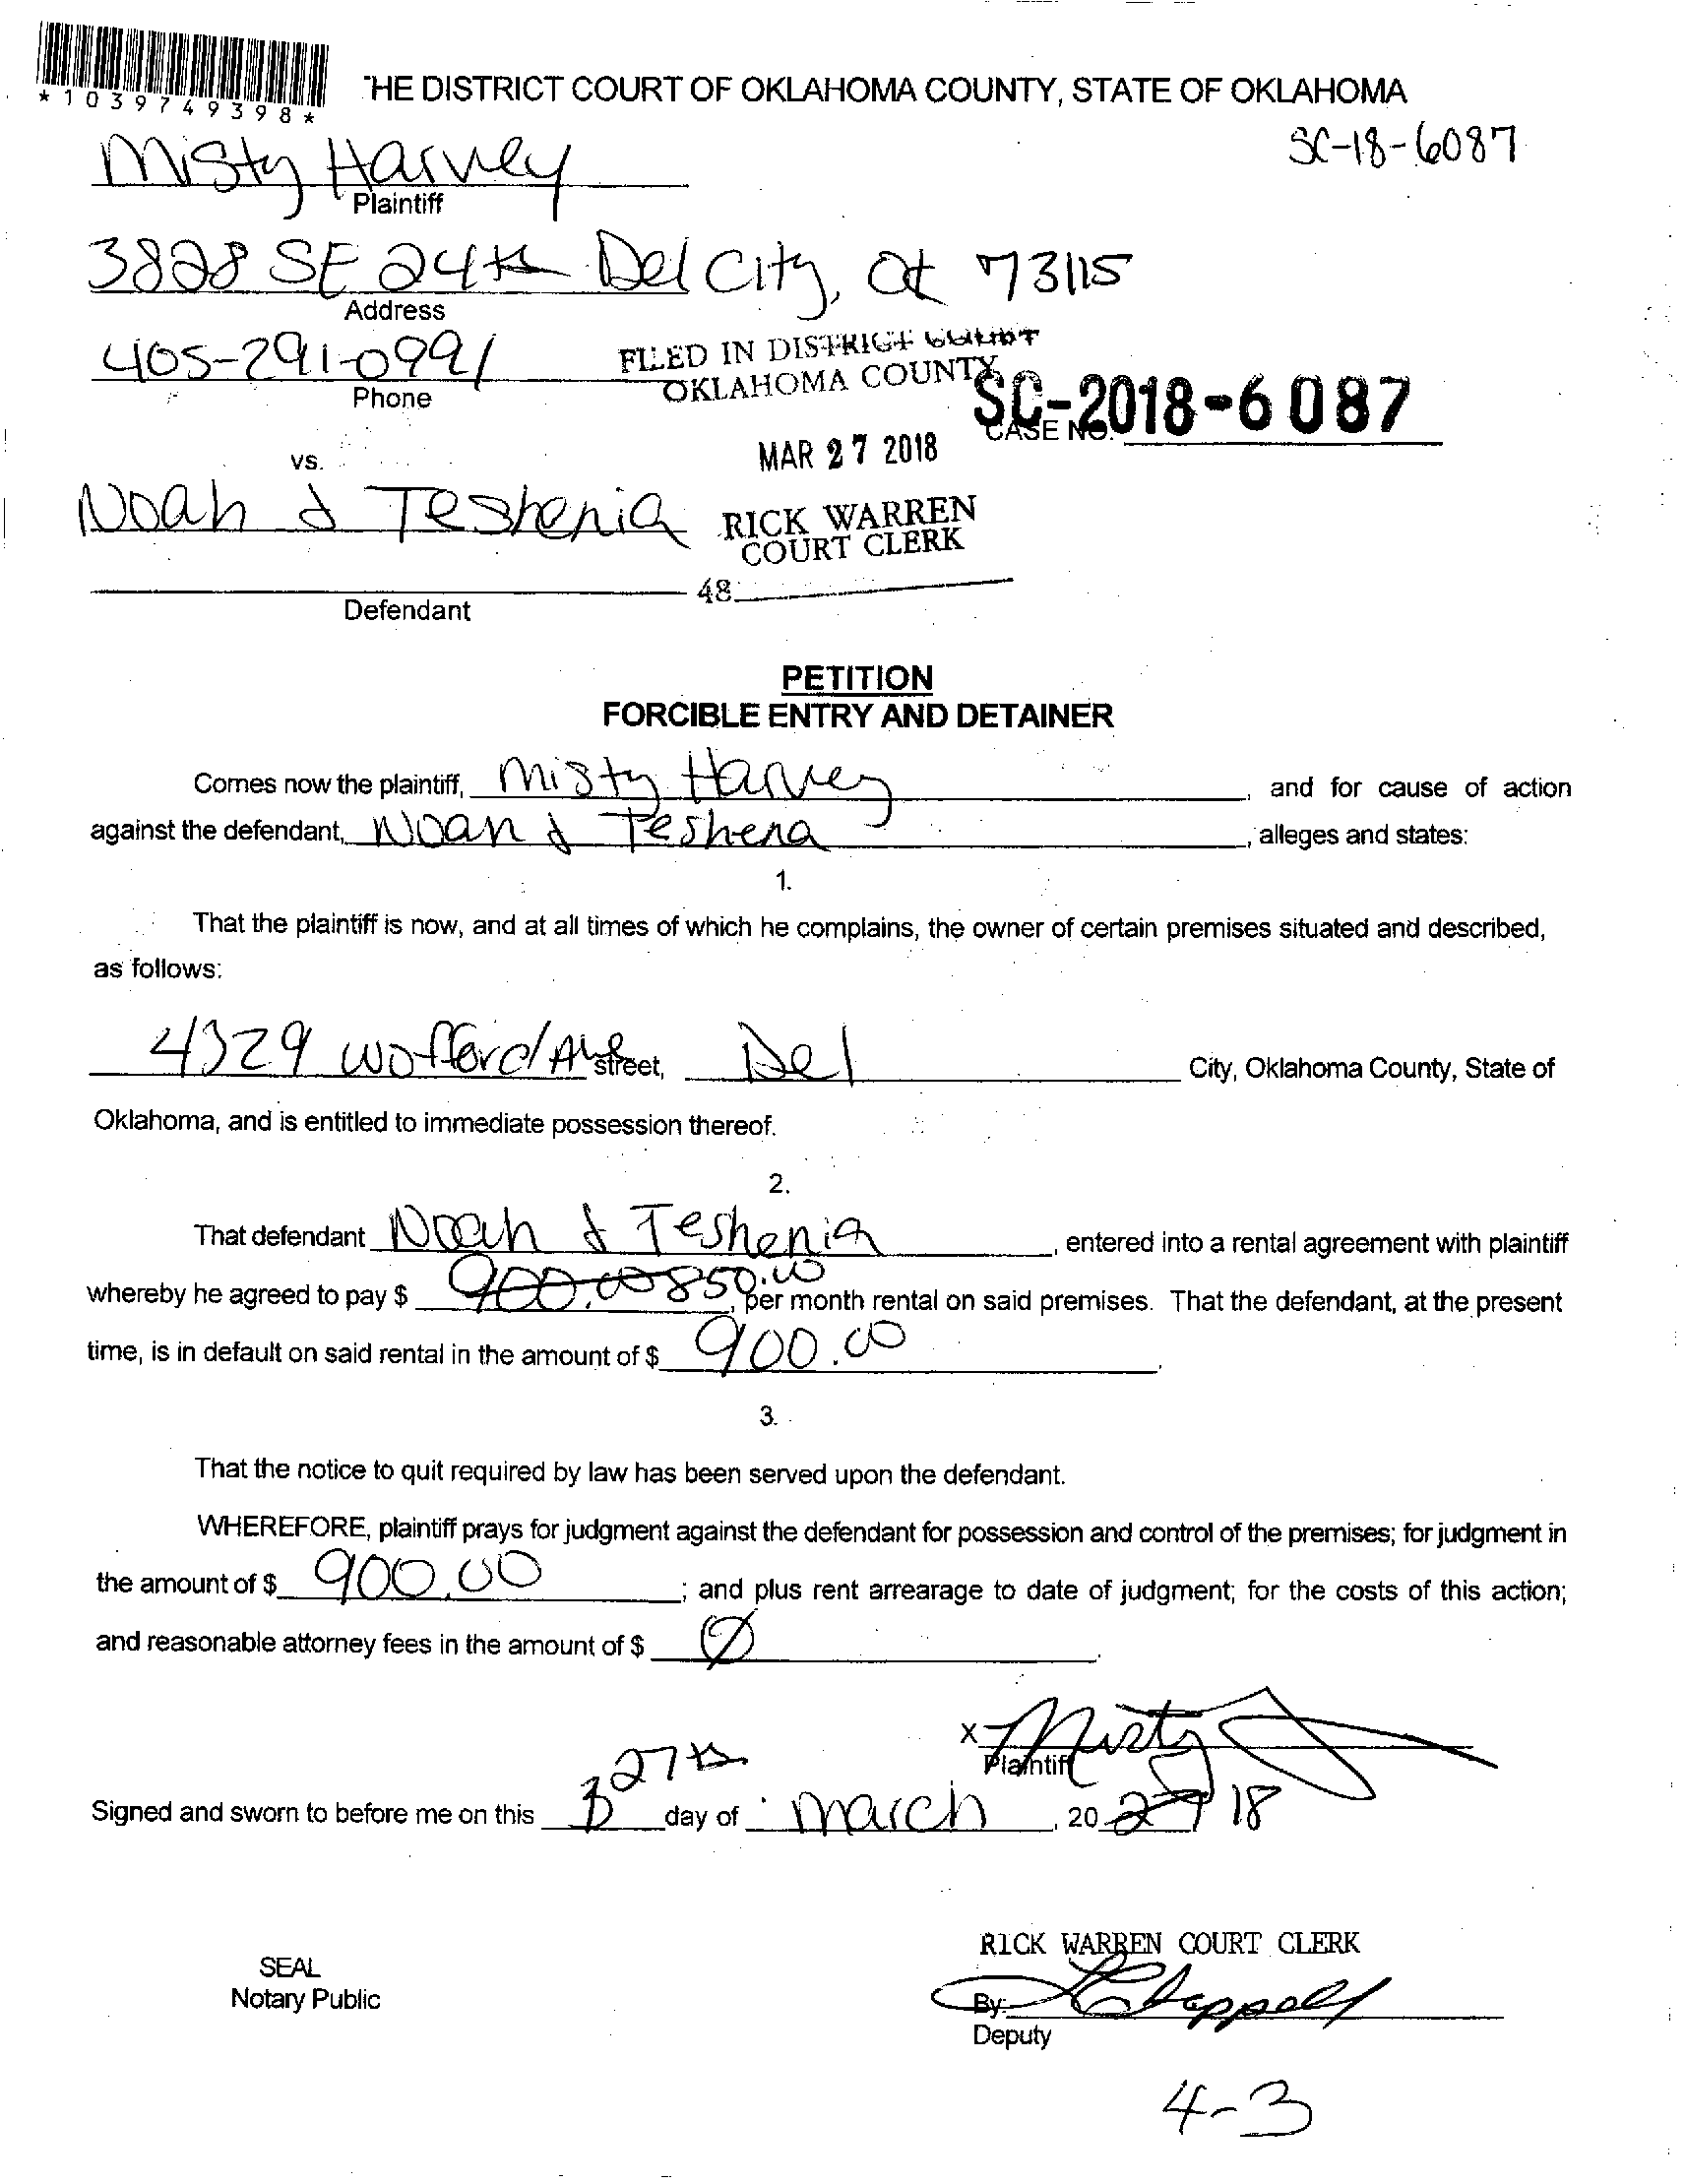 *1039749398*
THE DISTRICT COURT OF OKLAHOMA COUNTY, STATE OF OKLAHOMA
SC-18-6087
Misty Harvey
Plaintiff
3828 SE 24th Del City, Ok 73115
Address
405-291-0991
Phone
FILED IN DISTRICT COURT
OKLAHOMA COUNTY
SC-2018-6087
CASE NO.
MAR 27 2018
vs.
Noah & Teshenia
RICK WARREN
COURT CLERK
48
Defendant
PETITION
FORCIBLE ENTRY AND DETAINER
Comes now the plaintiff, Misty Harvey, and for cause of action
against the defendant, Noah & Teshena, alleges and states:
1.
That the plaintiff is now, and at all times of which he complains, the owner of certain premises situated and described,
as follows:
4329 Wofford Ave street, Del City, Oklahoma County, State of
Oklahoma, and is entitled to immediate possession thereof.
2.
That defendant Noah & Teshenia, entered into a rental agreement with plaintiff
whereby he agreed to pay $ 900.00 850.00, per month rental on said premises. That the defendant, at the present
time, is in default on said rental in the amount of $ 900.00.
3.
That the notice to quit required by law has been served upon the defendant.
WHEREFORE, plaintiff prays for judgment against the defendant for possession and control of the premises; for judgment in
the amount of $ 900.00; and plus rent arrearage to date of judgment; for the costs of this action;
and reasonable attorney fees in the amount of $ Ø.
x Misty
Plaintiff
27th
Signed and sworn to before me on this 3 day of March, 20 27 18
RICK WARREN COURT CLERK
SEAL
Notary Public
By: Chappell
Deputy
4-3